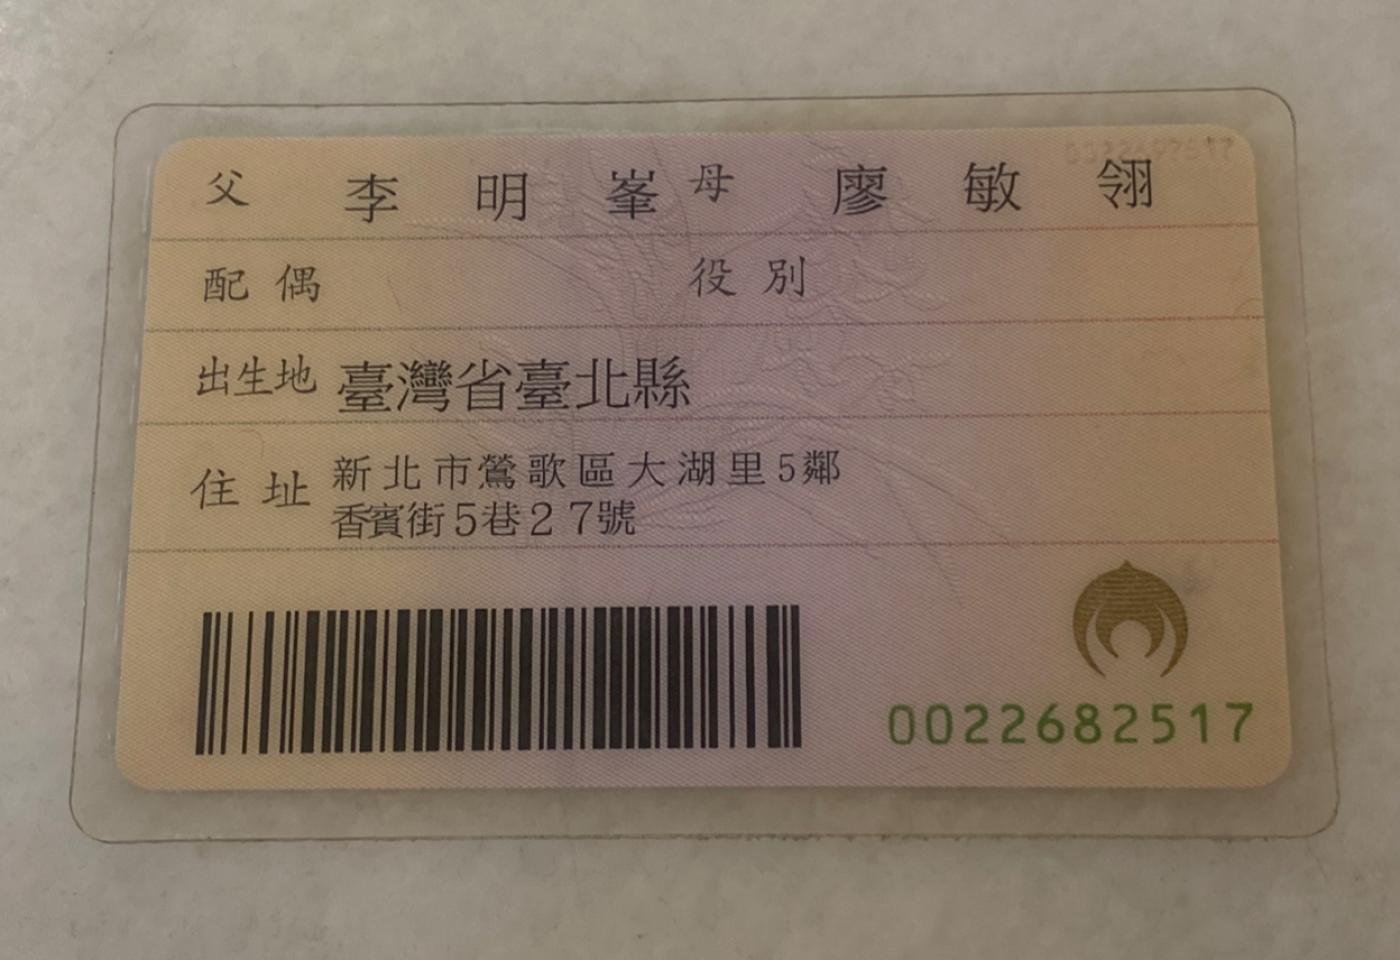 父 李明峯 母 廖敏翎
配偶 役別
出生地 臺灣省臺北縣
住址 新北市鶯歌區大湖里5鄰
香賓街5巷27號
0022682517